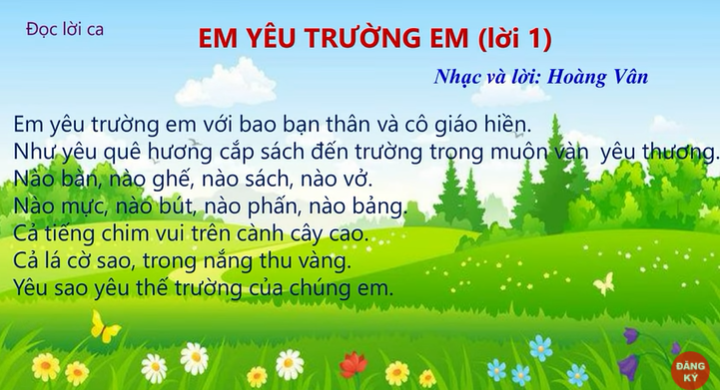 Đọc lời ca
EM YÊU TRƯỜNG EM (lời 1)
Nhạc và lời: Hoàng Vân
Em yêu trường em với bao bạn thân và cô giáo hiền.
Như yêu quê hương cắp sách đến trường trong muôn vàn yêu thương.
Nào bàn, nào ghế, nào sách, nào vở.
Nào mực, nào bút, nào phấn, nào bảng.
Cả tiếng chim vui trên cành cây cao.
Cả lá cờ sao, trong nắng thu vàng.
Yêu sao yêu thế trường của chúng em.
ĐĂNG
KÝ